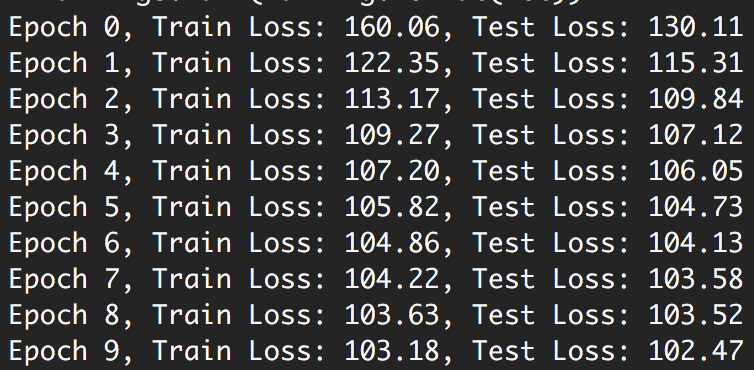 Epoch 0, Train Loss: 160.06, Test Loss: 130.11
Epoch 1, Train Loss: 122.35, Test Loss: 115.31
Epoch 2, Train Loss: 113.17, Test Loss: 109.84
Epoch 3, Train Loss: 109.27, Test Loss: 107.12
Epoch 4, Train Loss: 107.20, Test Loss: 106.05
Epoch 5, Train Loss: 105.82, Test Loss: 104.73
Epoch 6, Train Loss: 104.86, Test Loss: 104.13
Epoch 7, Train Loss: 104.22, Test Loss: 103.58
Epoch 8, Train Loss: 103.63, Test Loss: 103.52
Epoch 9, Train Loss: 103.18, Test Loss: 102.47